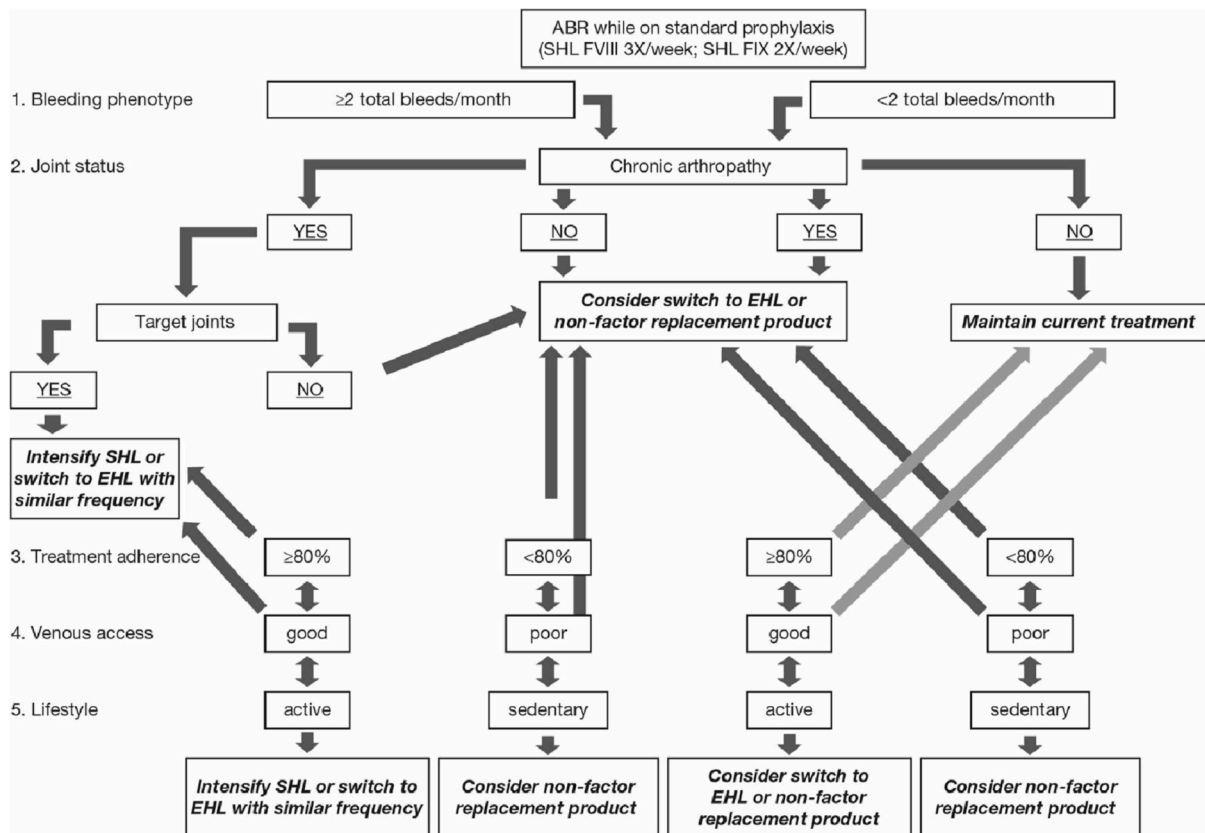 ABR while on standard prophylaxis
(SHL FVIII 3X/week; SHL FIX 2X/week)
1. Bleeding phenotype
≥2 total bleeds/month
<2 total bleeds/month
2. Joint status
Chronic arthropathy
YES
NO
YES
NO
Target joints
Consider switch to EHL or
non-factor replacement product
Maintain current treatment
YES
NO
Intensify SHL or
switch to EHL with
similar frequency
3. Treatment adherence
≥80%
<80%
≥80%
<80%
4. Venous access
good
poor
good
poor
5. Lifestyle
active
sedentary
active
sedentary
Intensify SHL or switch to
EHL with similar frequency
Consider non-factor
replacement product
Consider switch to
EHL or non-factor
replacement product
Consider non-factor
replacement product